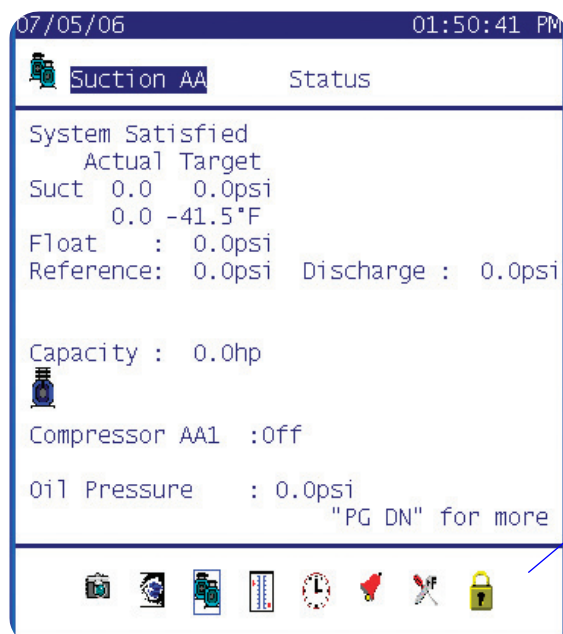 07/05/06 01:50:41 PM
Suction AA Status
System Satisfied
Actual Target
Suct 0.0 0.0psi
0.0 -41.5°F
Float : 0.0psi
Reference: 0.0psi Discharge : 0.0psi
Capacity : 0.0hp
Compressor AA1 :Off
Oil Pressure : 0.0psi
"PG DN" for more